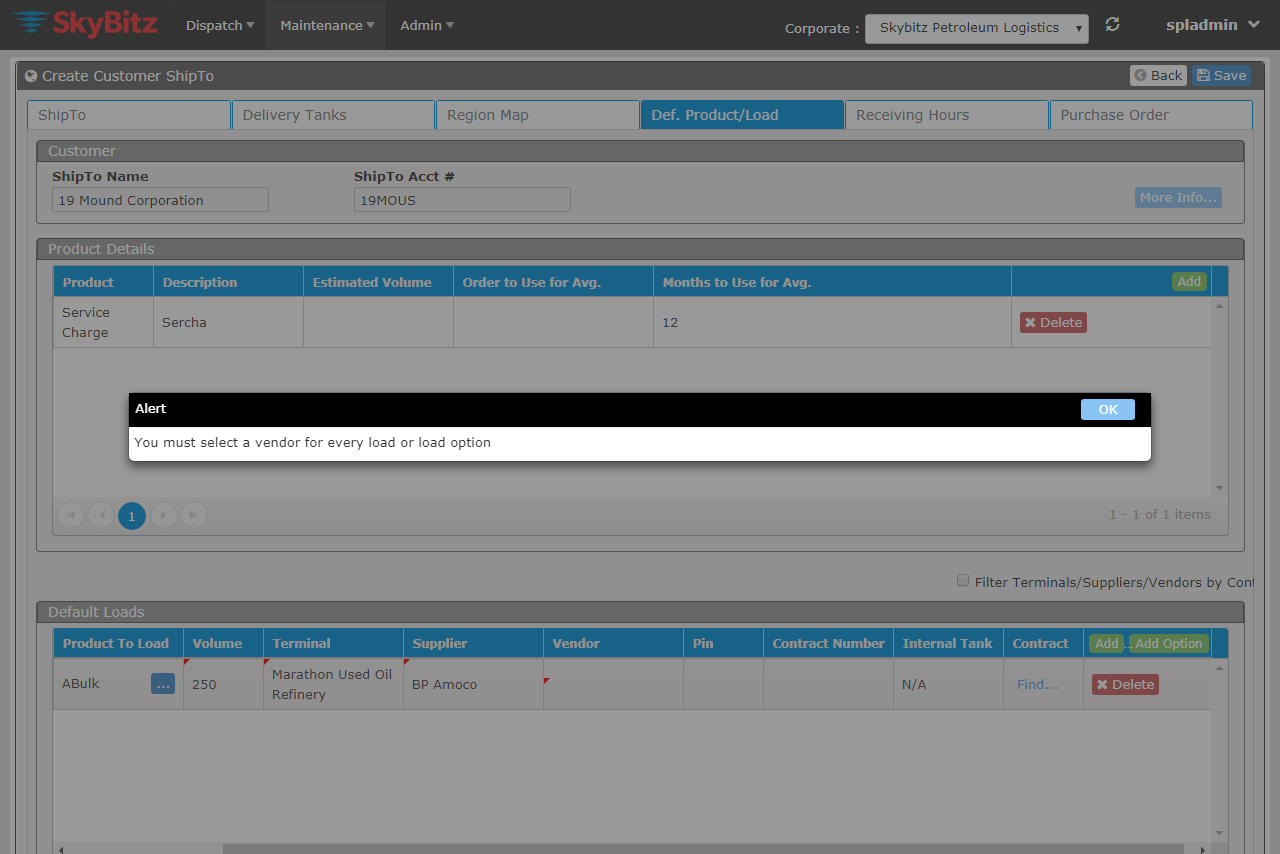 SkyBitz
Dispatch Maintenance Admin Corporate : Skybitz Petroleum Logistics spladmin
Create Customer ShipTo Back Save
ShipTo Delivery Tanks Region Map Def. Product/Load Receiving Hours Purchase Order
Customer
ShipTo Name ShipTo Acct #
19 Mound Corporation 19MOUS More Info...
Product Details
Product Description Estimated Volume Order to Use for Avg. Months to Use for Avg. Add
Service
Charge Sercha 12 Delete
Alert OK
You must select a vendor for every load or load option
1 1 - 1 of 1 items
Filter Terminals/Suppliers/Vendors by Cont
Default Loads
Product To Load Volume Terminal Supplier Vendor Pin Contract Number Internal Tank Contract Add ... Add Option
ABulk ... 250 Marathon Used Oil
Refinery BP Amoco N/A Find... Delete